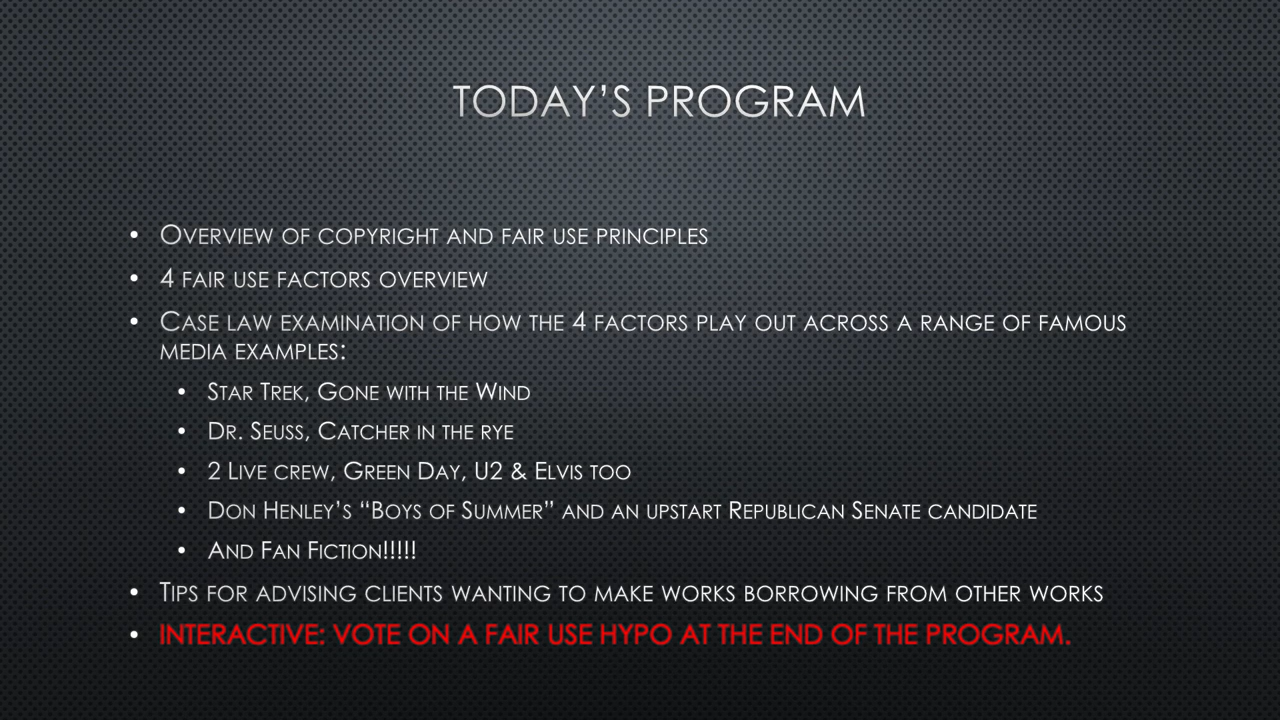 TODAY'S PROGRAM
• OVERVIEW OF COPYRIGHT AND FAIR USE PRINCIPLES
• 4 FAIR USE FACTORS OVERVIEW
• CASE LAW EXAMINATION OF HOW THE 4 FACTORS PLAY OUT ACROSS A RANGE OF FAMOUS
MEDIA EXAMPLES:
• STAR TREK, GONE WITH THE WIND
• DR. SEUSS, CATCHER IN THE RYE
• 2 LIVE CREW, GREEN DAY, U2 & ELVIS TOO
• DON HENLEY'S “BOYS OF SUMMER” AND AN UPSTART REPUBLICAN SENATE CANDIDATE
• AND FAN FICTION!!!!!
• TIPS FOR ADVISING CLIENTS WANTING TO MAKE WORKS BORROWING FROM OTHER WORKS
• INTERACTIVE: VOTE ON A FAIR USE HYPO AT THE END OF THE PROGRAM.